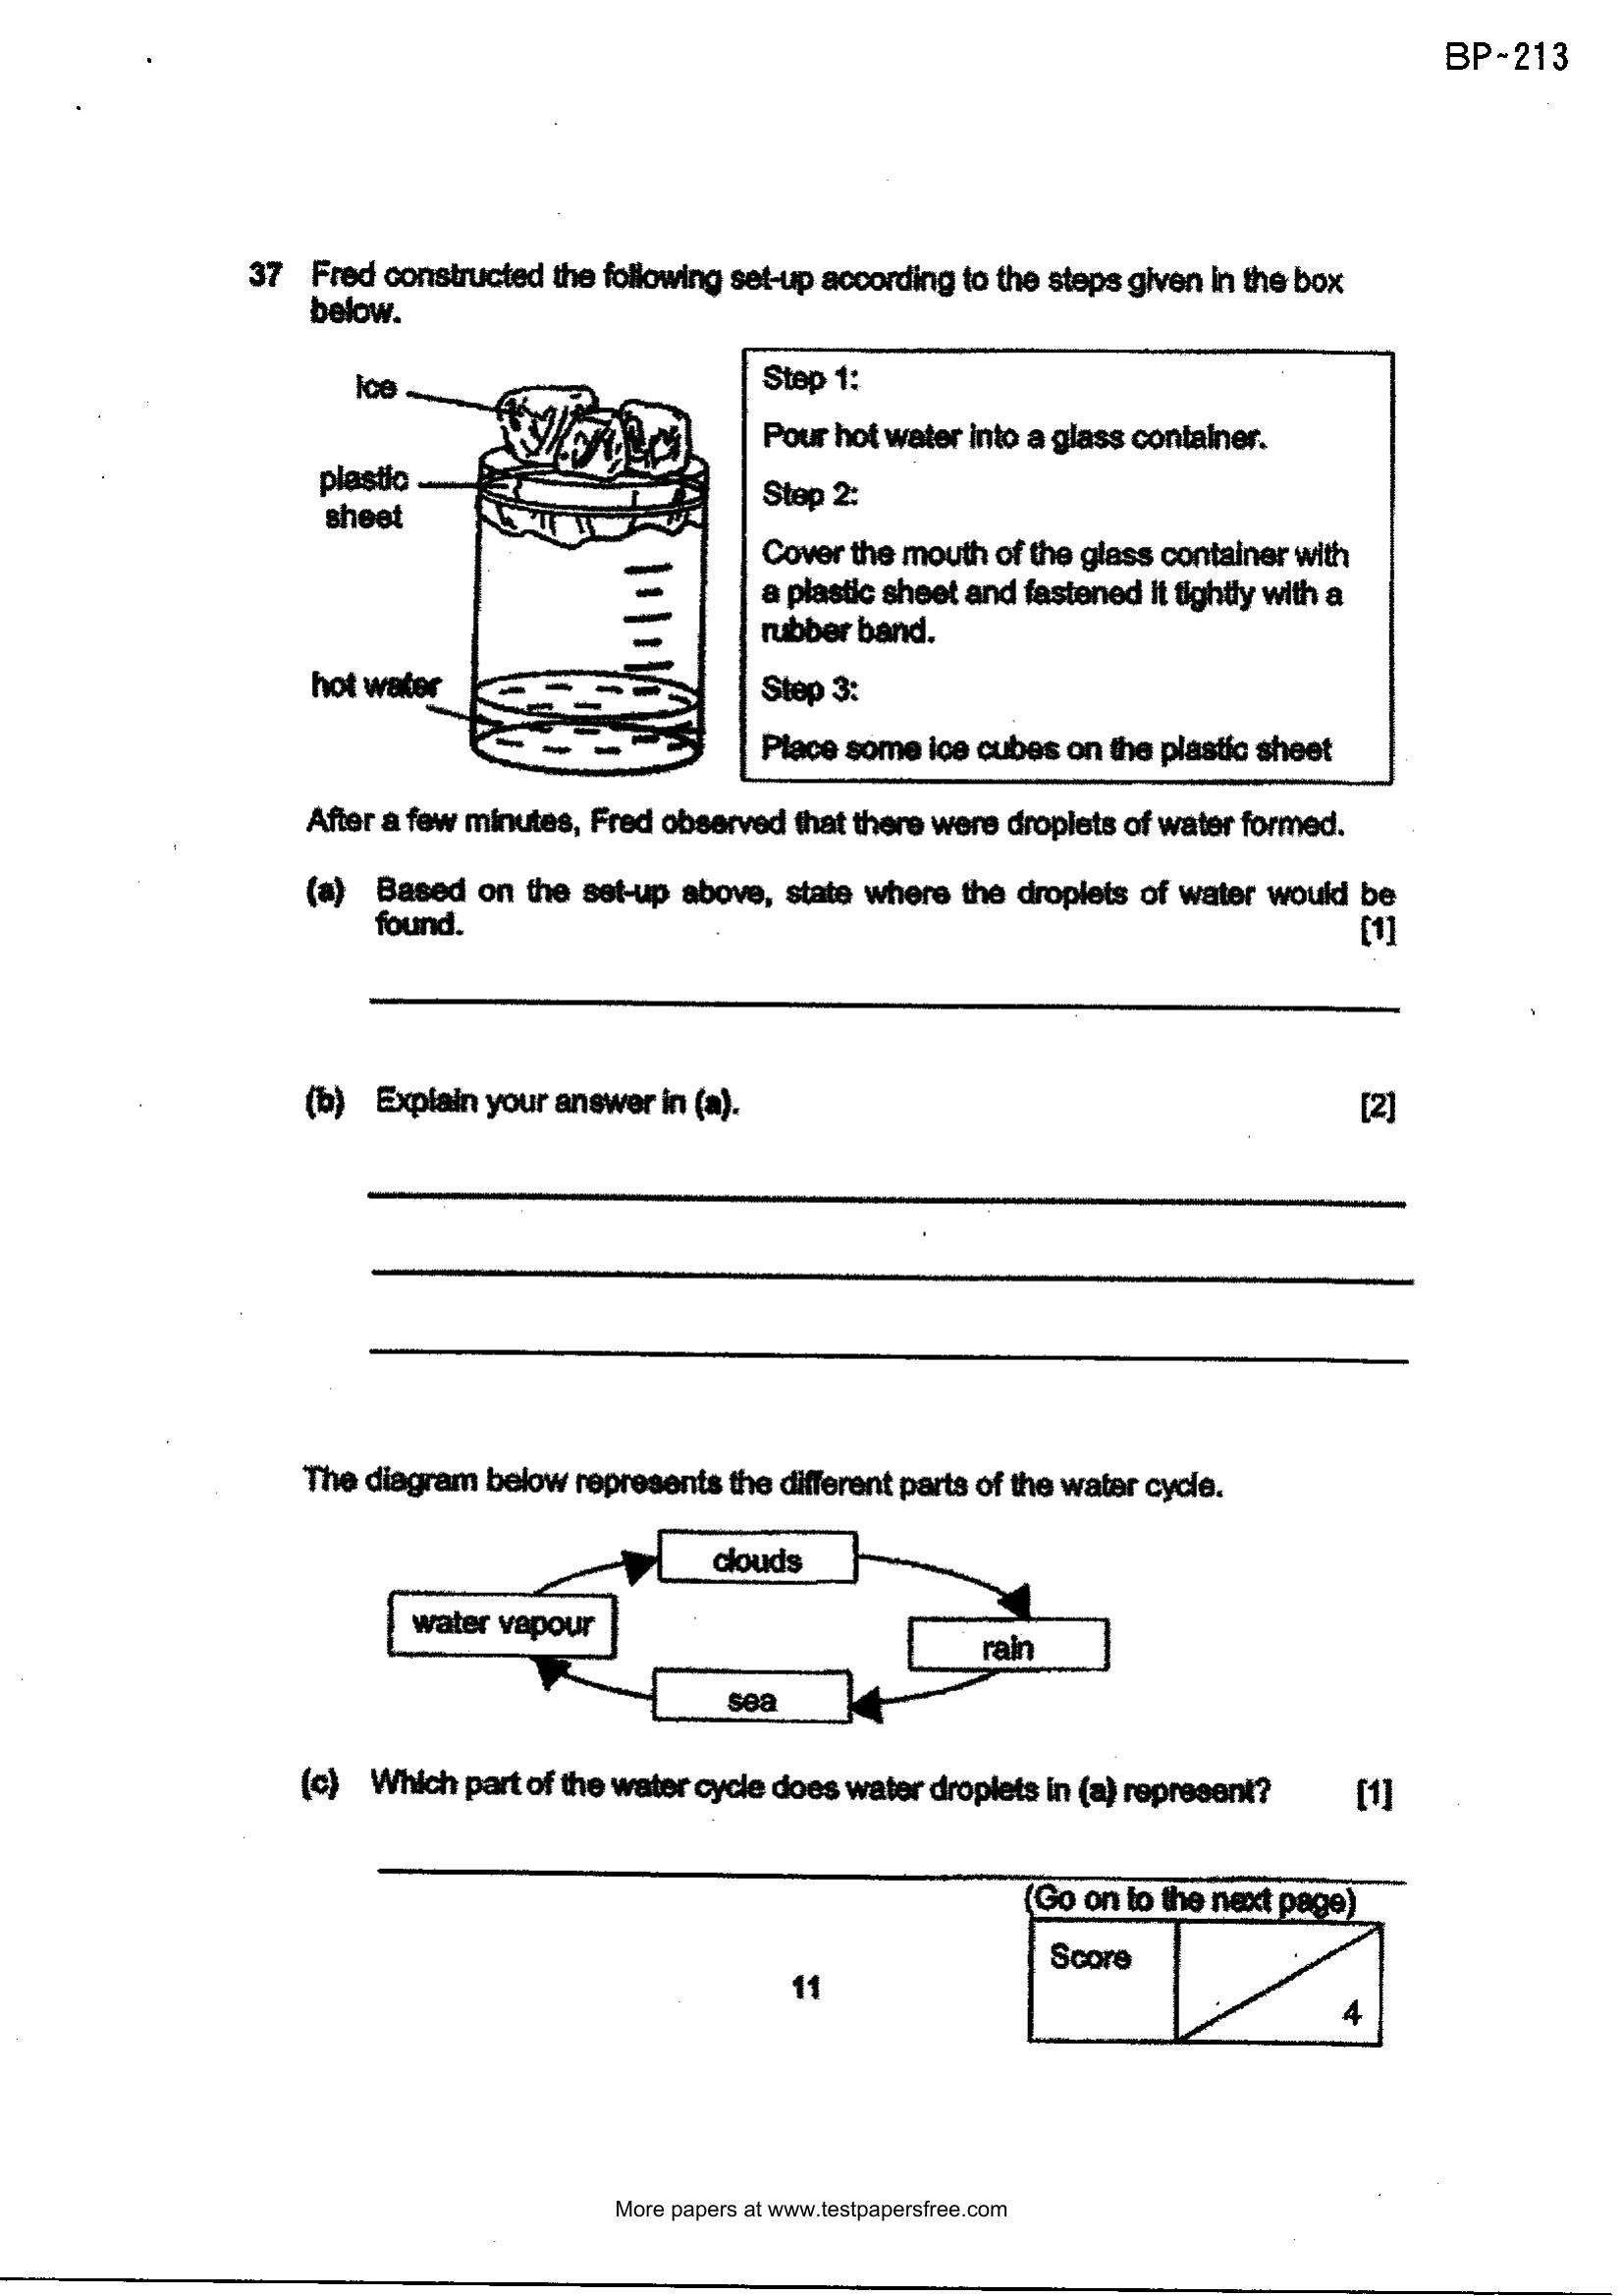 BP~213
37 Fred constructed the following set-up according to the steps given in the box
below.
ice
plastic
sheet
hot water
Step 1:
Pour hot water into a glass container.
Step 2:
Cover the mouth of the glass container with
a plastic sheet and fastened it tightly with a
rubber band.
Step 3:
Place some ice cubes on the plastic sheet
After a few minutes, Fred observed that there were droplets of water formed.
(a) Based on the set-up above, state where the droplets of water would be
found. [1]
(b) Explain your answer in (a). [2]
The diagram below represents the different parts of the water cycle.
clouds
water vapour
rain
sea
(c) Which part of the water cycle does water droplets in (a) represent? [1]
(Go on to the next page)
Score
4
11
More papers at www.testpapersfree.com